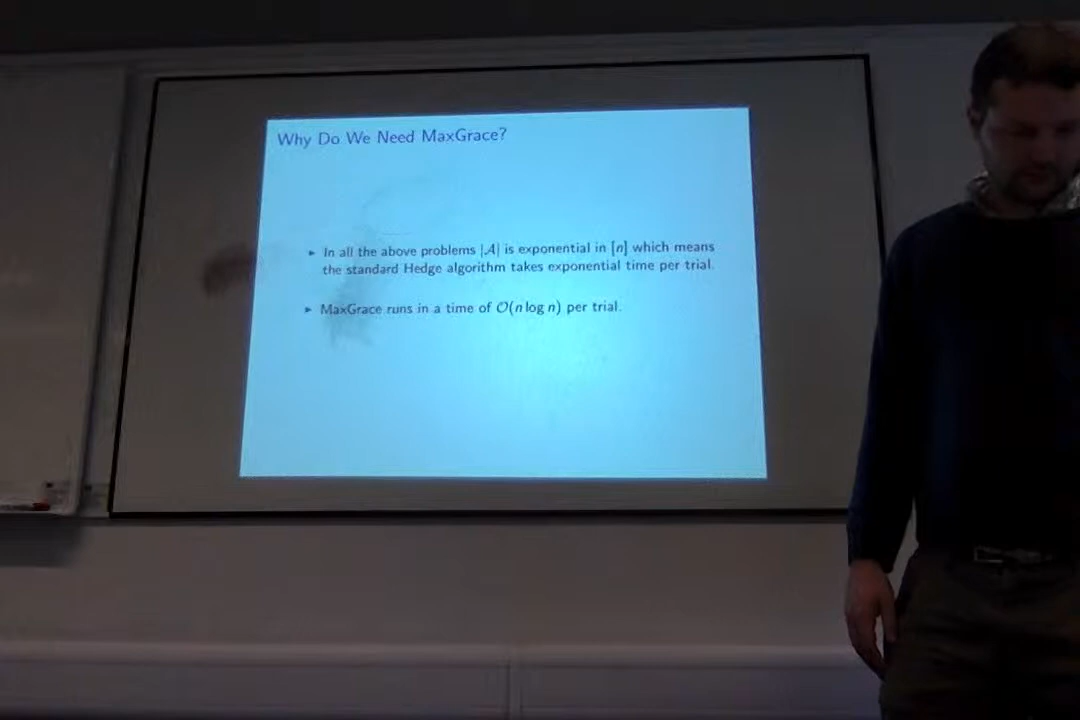 Why Do We Need MaxGrace?
► In all the above problems |𝒜| is exponential in [n] which means
the standard Hedge algorithm takes exponential time per trial.
► MaxGrace runs in a time of 𝒪(n log n) per trial.